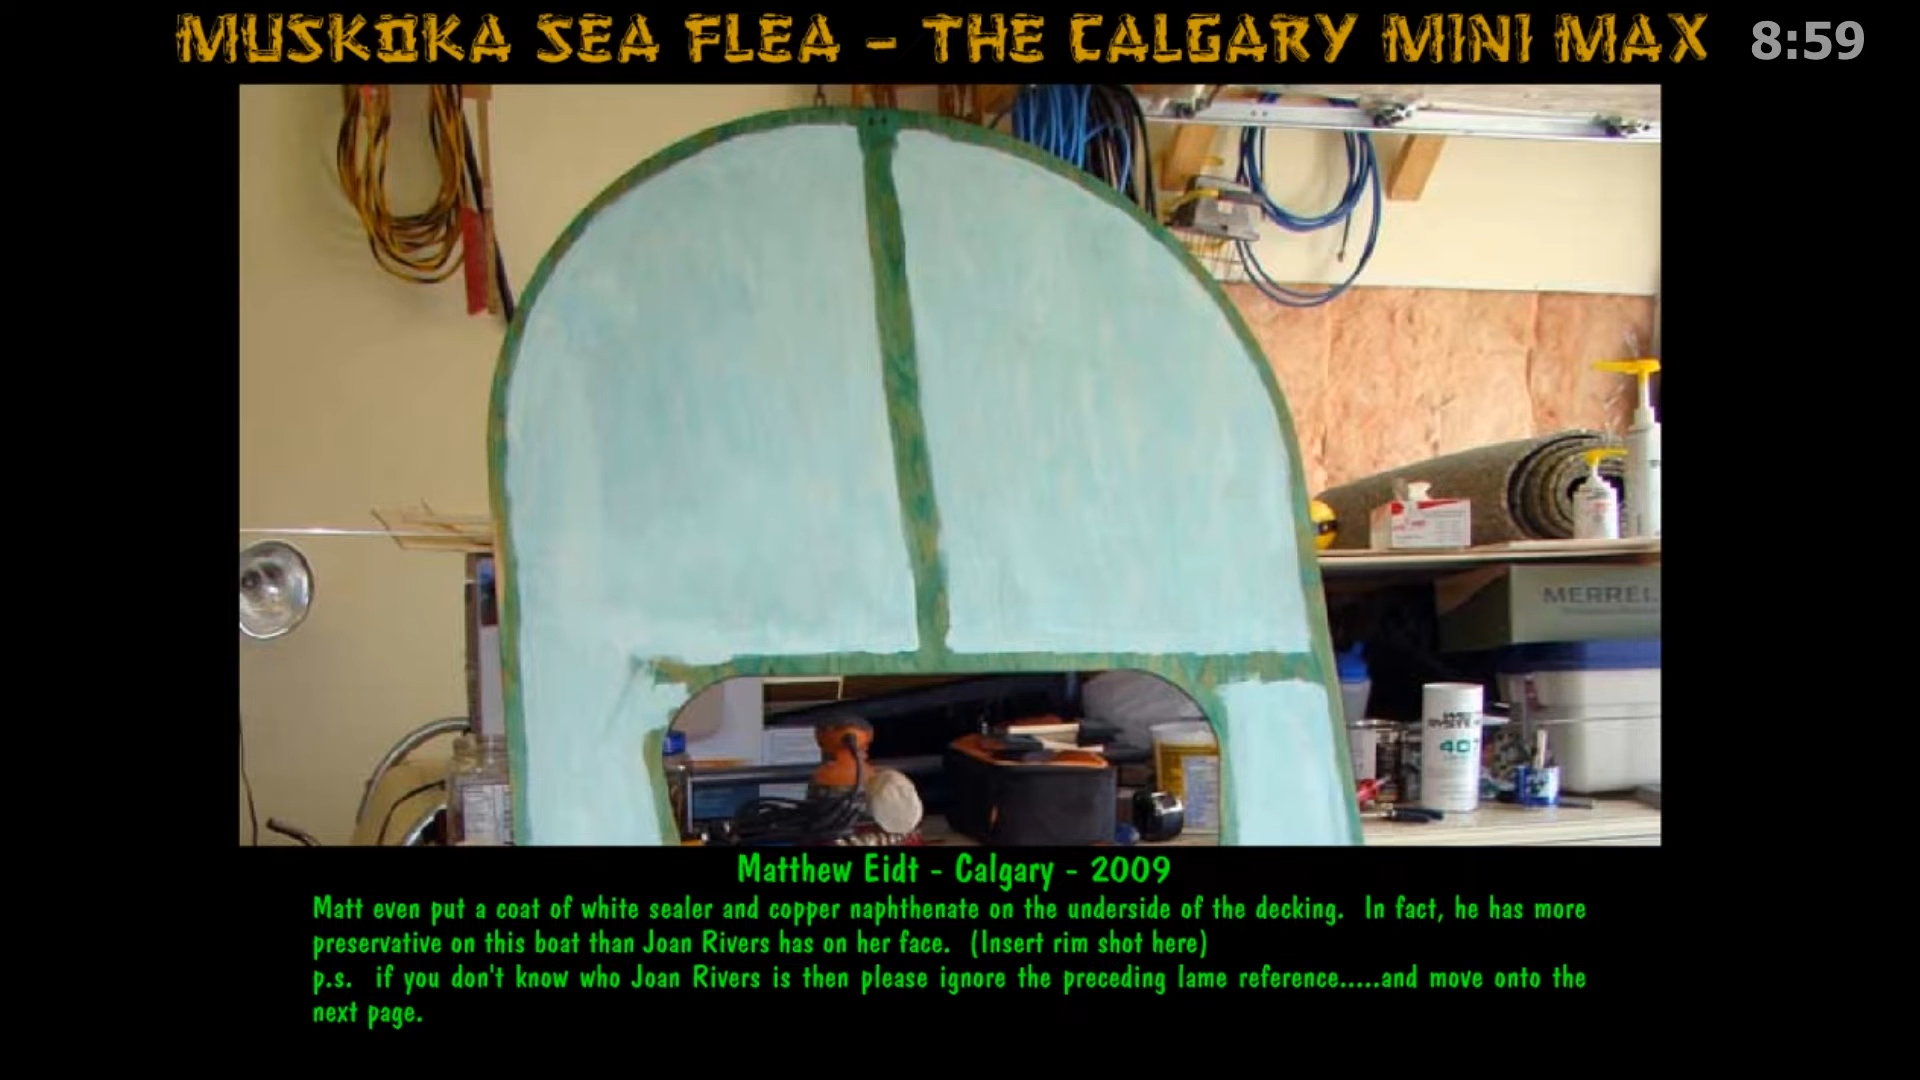 MUSKOKA SEA FLEA - THE CALGARY MINI MAX
8:59
MERREL
407
Matthew Eidt - Calgary - 2009
Matt even put a coat of white sealer and copper naphthenate on the underside of the decking. In fact, he has more
preservative on this boat than Joan Rivers has on her face. (Insert rim shot here)
p.s. if you don't know who Joan Rivers is then please ignore the preceding lame reference.....and move onto the
next page.